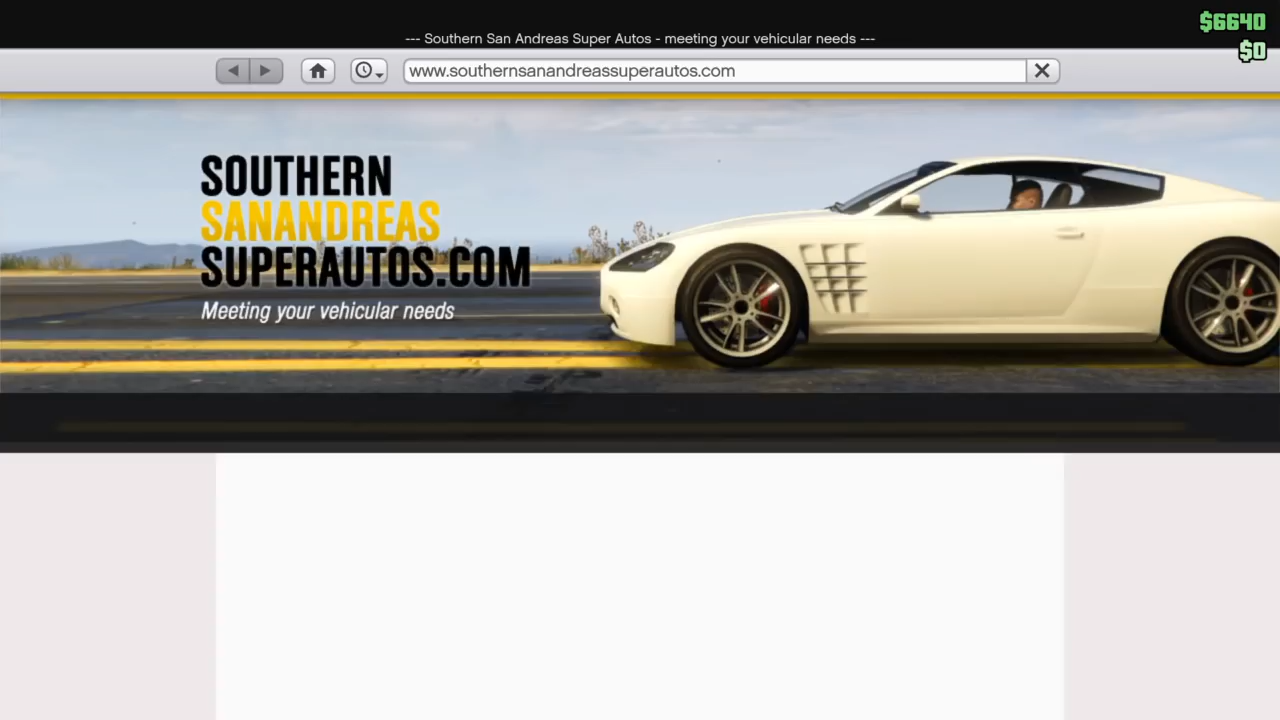 $6640
--- Southern San Andreas Super Autos - meeting your vehicular needs ---
$0
www.southernsanandreassuperautos.com
SOUTHERN
SANANDREAS
SUPERAUTOS.COM
Meeting your vehicular needs